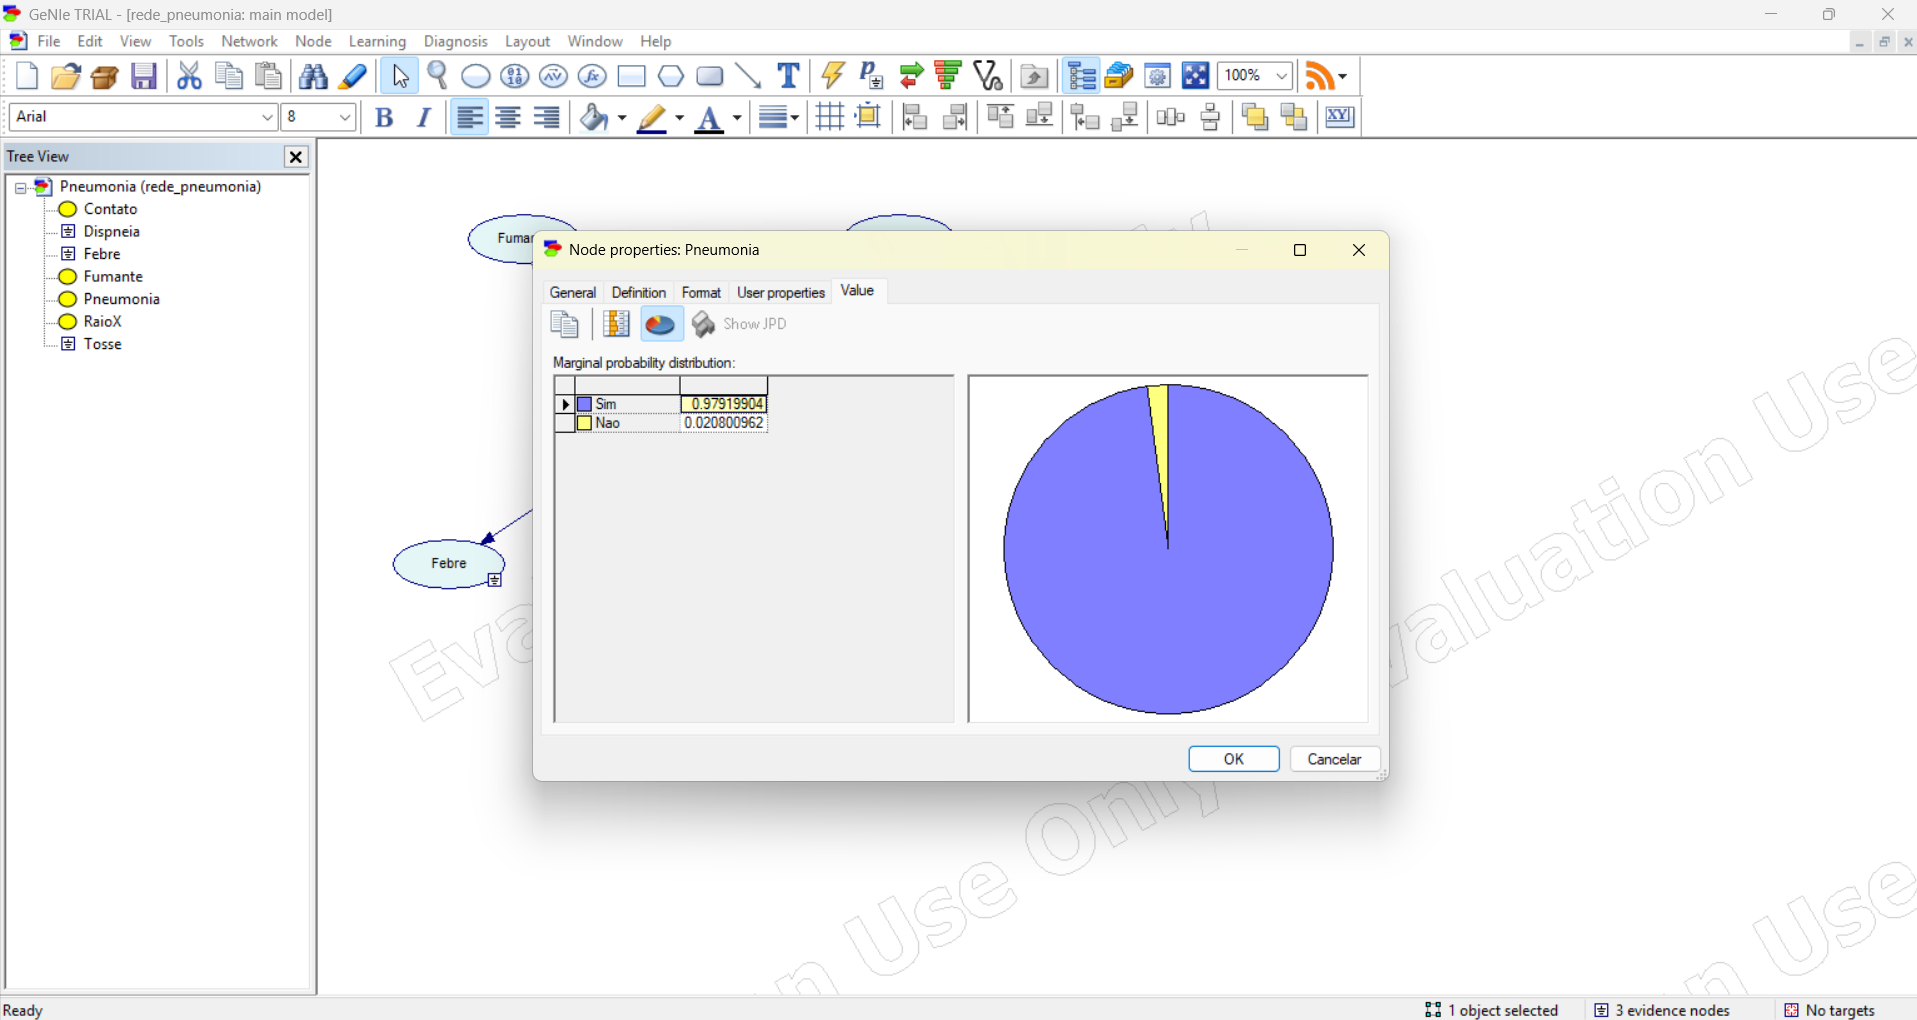 GeNIe TRIAL - [rede_pneumonia: main model]
File Edit View Tools Network Node Learning Diagnosis Layout Window Help
100%
Arial 8 B I A XY
Tree View
Pneumonia (rede_pneumonia)
Contato
Dispneia
Febre
Fumante
Pneumonia
RaioX
Tosse
Node properties: Pneumonia
General Definition Format User properties Value
Show JPD
Marginal probability distribution:
Sim 0.97919904
Nao 0.020800962
OK Cancelar
Febre
Evaluation Use
Use Only
Use
Ready 1 object selected 3 evidence nodes No targets